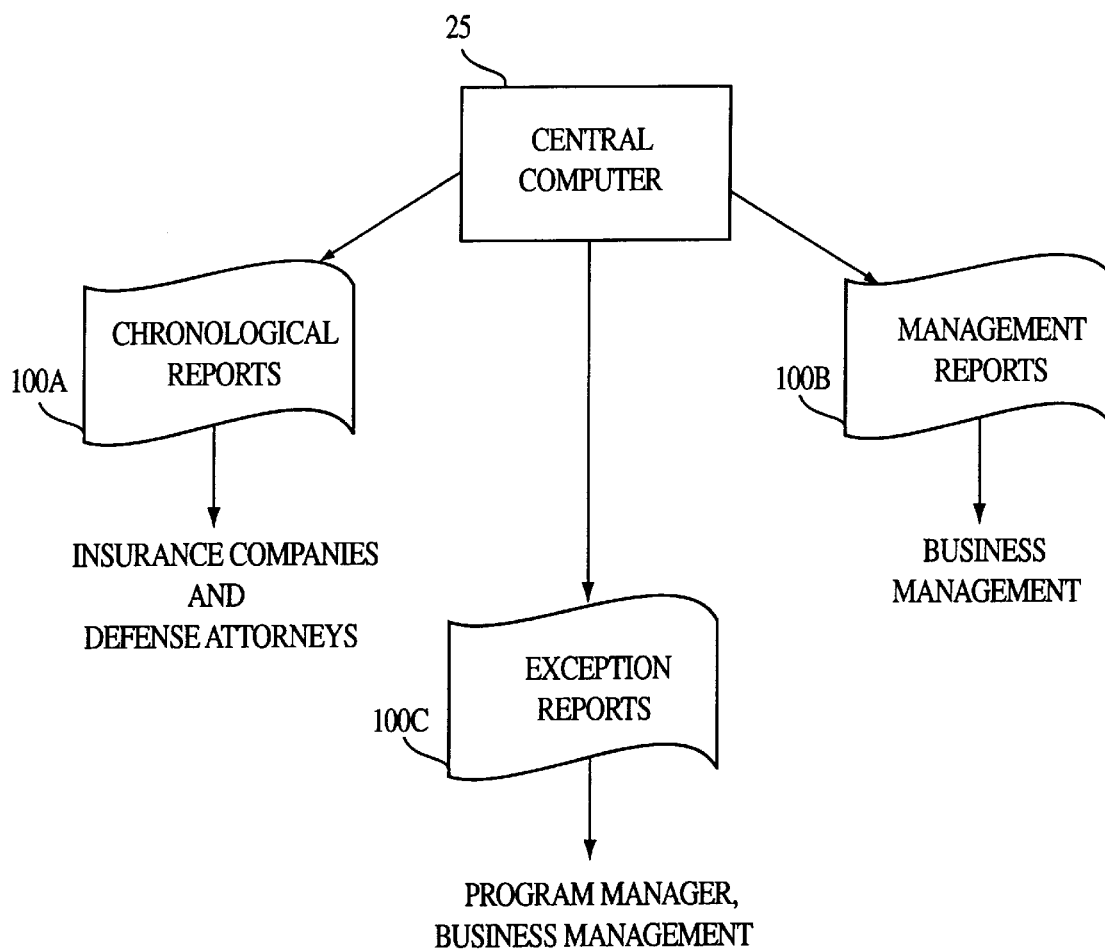 25
CENTRAL
COMPUTER
CHRONOLOGICAL
REPORTS
100A
INSURANCE COMPANIES
AND
DEFENSE ATTORNEYS
MANAGEMENT
REPORTS
100B
BUSINESS
MANAGEMENT
EXCEPTION
REPORTS
100C
PROGRAM MANAGER,
BUSINESS MANAGEMENT